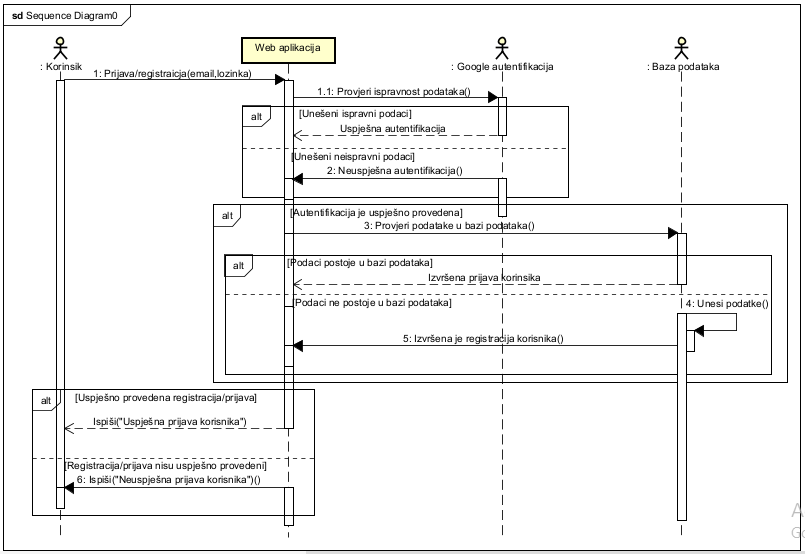 sd Sequence Diagram0
: Korinsik
Web aplikacija
: Google autentifikacija
: Baza podataka
1: Prijava/registraicja(email,lozinka)
1.1: Provjeri ispravnost podataka()
alt
[Unešeni ispravni podaci]
Uspješna autentifikacija
[Unešeni neispravni podaci]
2: Neuspješna autentifikacija()
alt
[Autentifikacija je uspješno provedena]
3: Provjeri podatake u bazi podataka()
alt
[Podaci postoje u bazi podataka]
Izvršena prijava korinsika
[Podaci ne postoje u bazi podataka]
4: Unesi podatke()
5: Izvršena je registracija korisnika()
alt
[Uspješno provedena registracija/prijava]
Ispiši("Uspješna prijava korisnika")
[Registracija/prijava nisu uspješno provedeni]
6: Ispiši("Neuspješna prijava korisnika")()